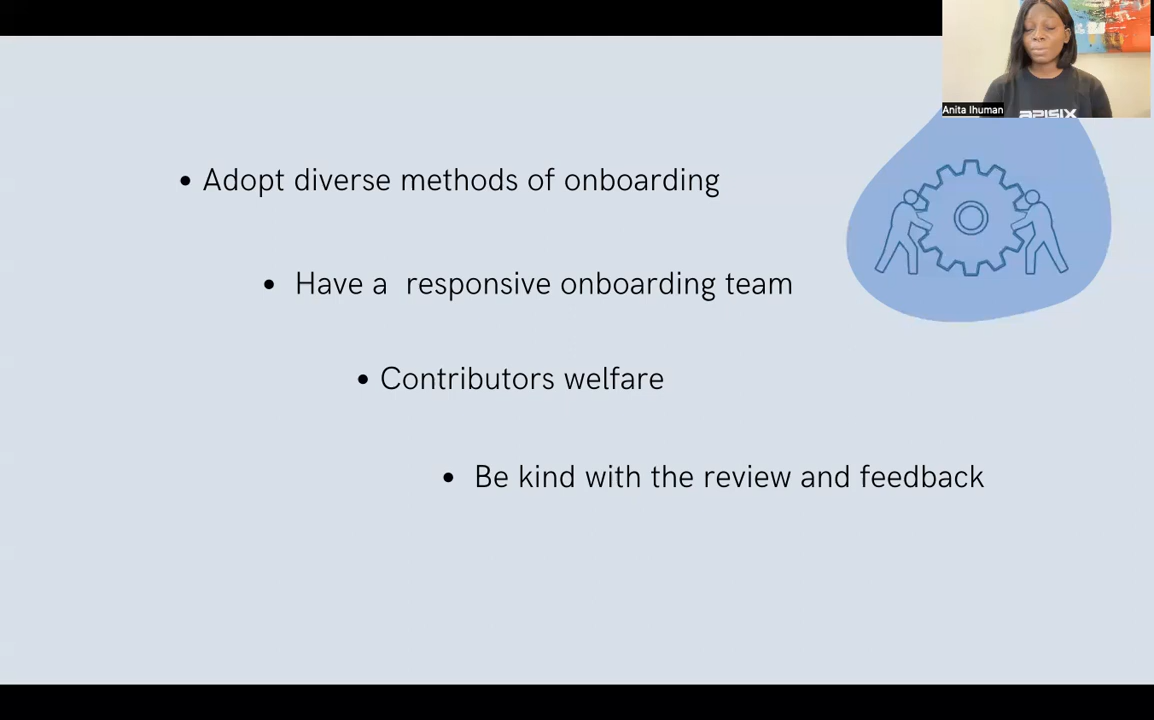 Anita Ihuman
APISIX
• Adopt diverse methods of onboarding
• Have a responsive onboarding team
• Contributors welfare
• Be kind with the review and feedback